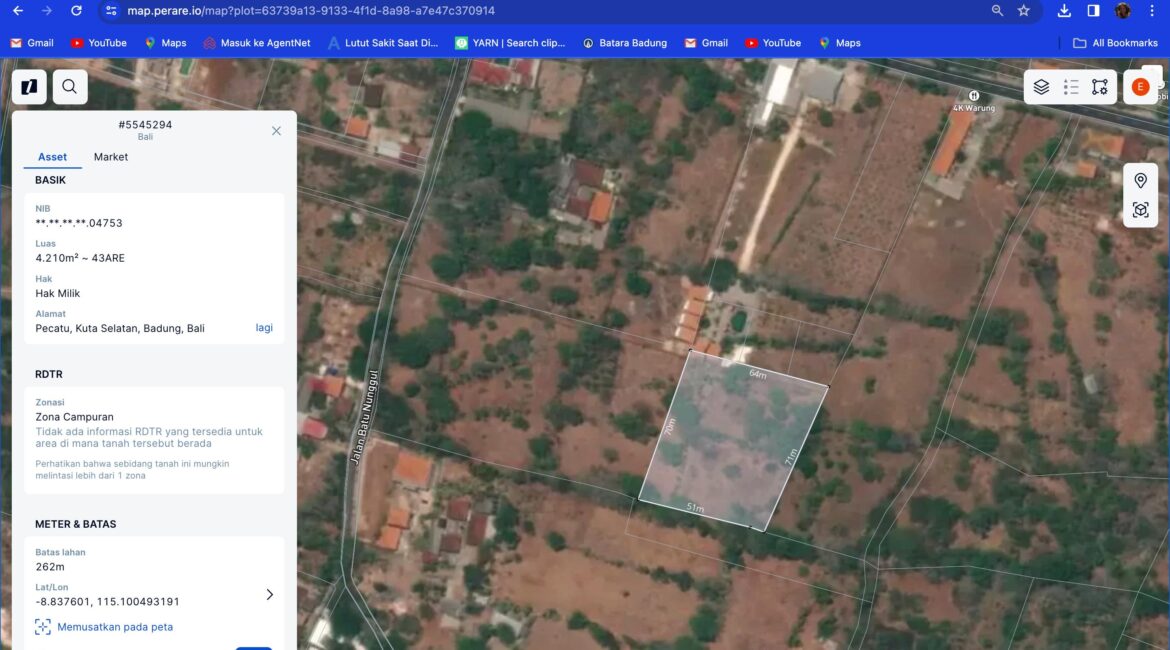 map.perare.io/map?plot=63739a13-9133-4f1d-8a98-a7e47c370914
Gmail
YouTube
Maps
Masuk ke AgentNet
Lutut Sakit Saat Di...
YARN | Search clip...
Batara Badung
Gmail
YouTube
Maps
All Bookmarks
E
4K Warung
#5545294
Bali
Asset
Market
BASIK
NIB
**.**.**.**.04753
Luas
4.210m² ~ 43ARE
Hak
Hak Milik
Alamat
Pecatu, Kuta Selatan, Badung, Bali
lagi
RDTR
Zonasi
Zona Campuran
Tidak ada informasi RDTR yang tersedia untuk
area di mana tanah tersebut berada
Perhatikan bahwa sebidang tanah ini mungkin
melintasi lebih dari 1 zona
METER & BATAS
Batas lahan
262m
Lat/Lon
-8.837601, 115.100493191
Memusatkan pada peta
Jalan Batu Nunggul
64m
70m
71m
51m